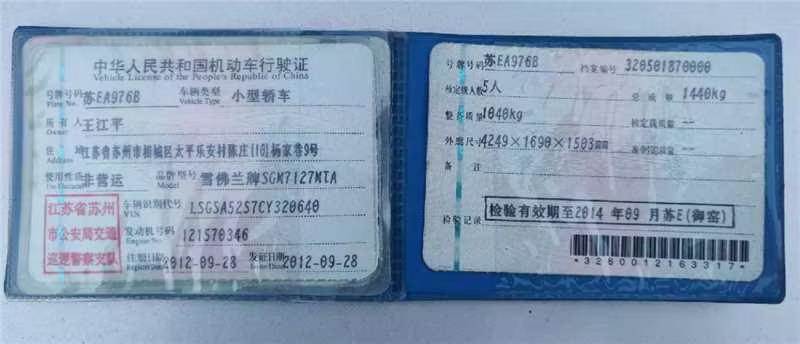 中华人民共和国机动车行驶证
Vehicle License of the People's Republic of China
号牌号码 苏EA976B 车辆类型 小型轿车
Plate No. Vehicle Type
所有人 王江平
Owner
住址 江苏省苏州市相城区太平乐安村陈庄(10)杨家巷9号
Address
使用性质 非营运 品牌型号 雪佛兰牌SGM7127MTA
Use Character Model
江苏省苏州
市公安局交通
巡逻警察支队
车辆识别代号 LSGSA52S7CY320640
VIN
发动机号码 121570346
Engine No.
注册日期 2012-09-28 发证日期 2012-09-28
Register Date Issue Date
号牌号码 苏EA976B 档案编号 320501870000
核定载人数 5人 总质量 1440kg
整备质量 1040kg 核定载质量 --
外廓尺寸 4249×1690×1503mm --
备注
检验记录 检验有效期至2014年09月苏E(御窑)
*3280012163317*